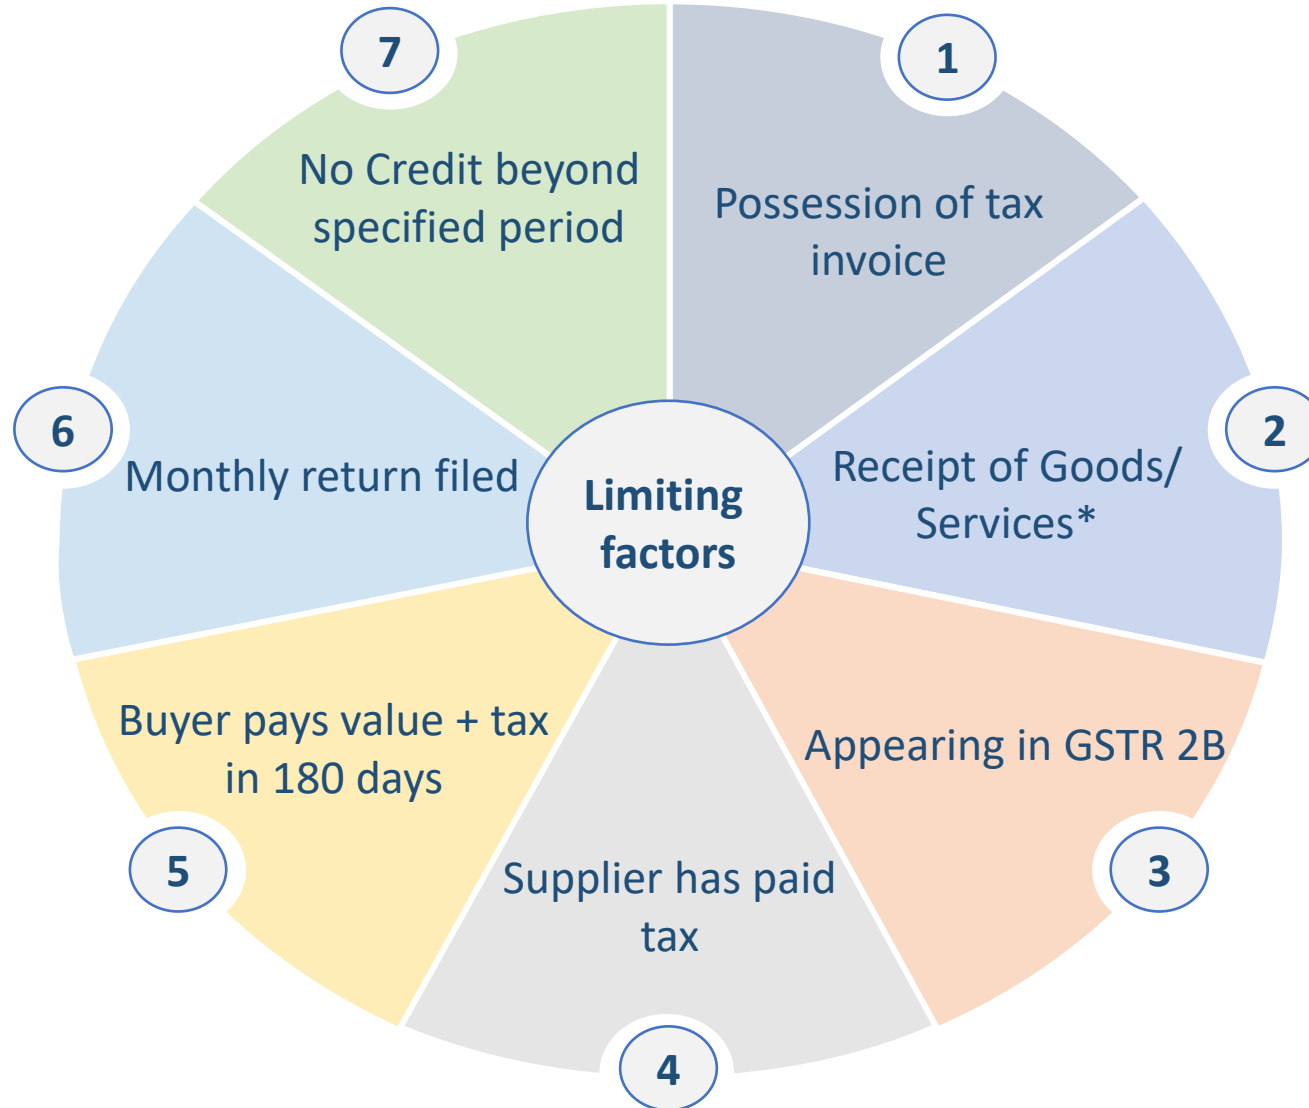 Limiting
factors
1
Possession of tax
invoice
2
Receipt of Goods/
Services*
3
Appearing in GSTR 2B
4
Supplier has paid
tax
5
Buyer pays value + tax
in 180 days
6
Monthly return filed
7
No Credit beyond
specified period